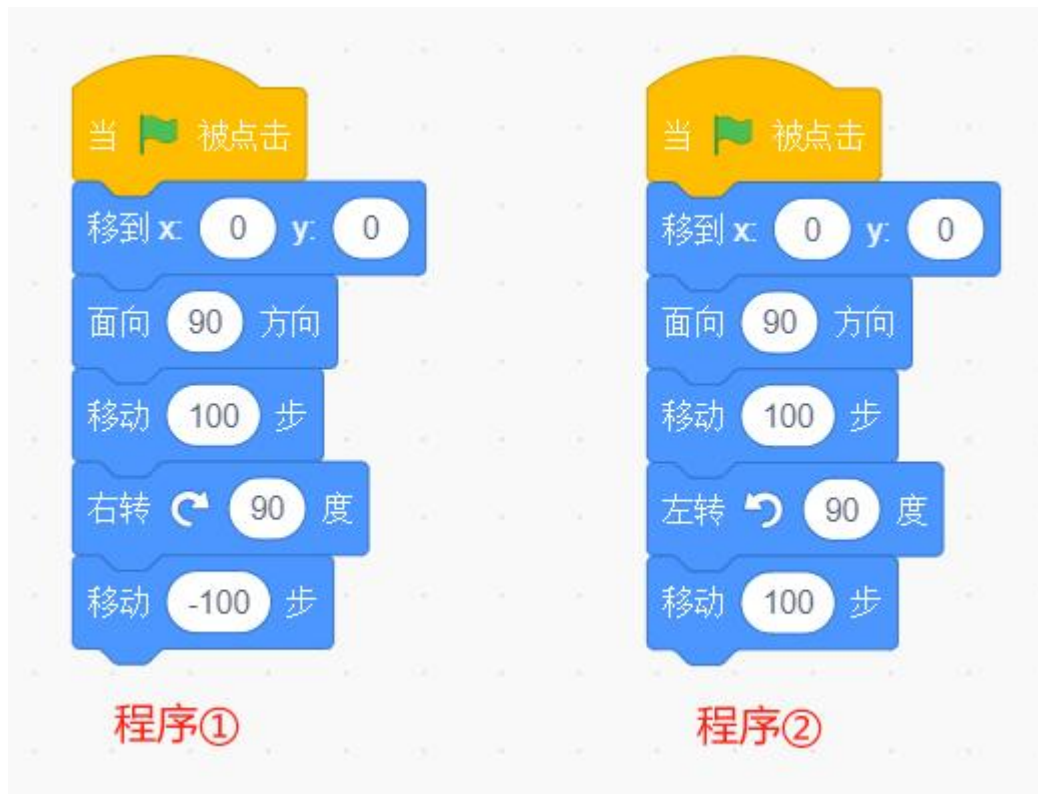 当 被点击
移到 x: 0 y: 0
面向 90 方向
移动 100 步
右转 90 度
移动 -100 步
程序①
当 被点击
移到 x: 0 y: 0
面向 90 方向
移动 100 步
左转 90 度
移动 100 步
程序②